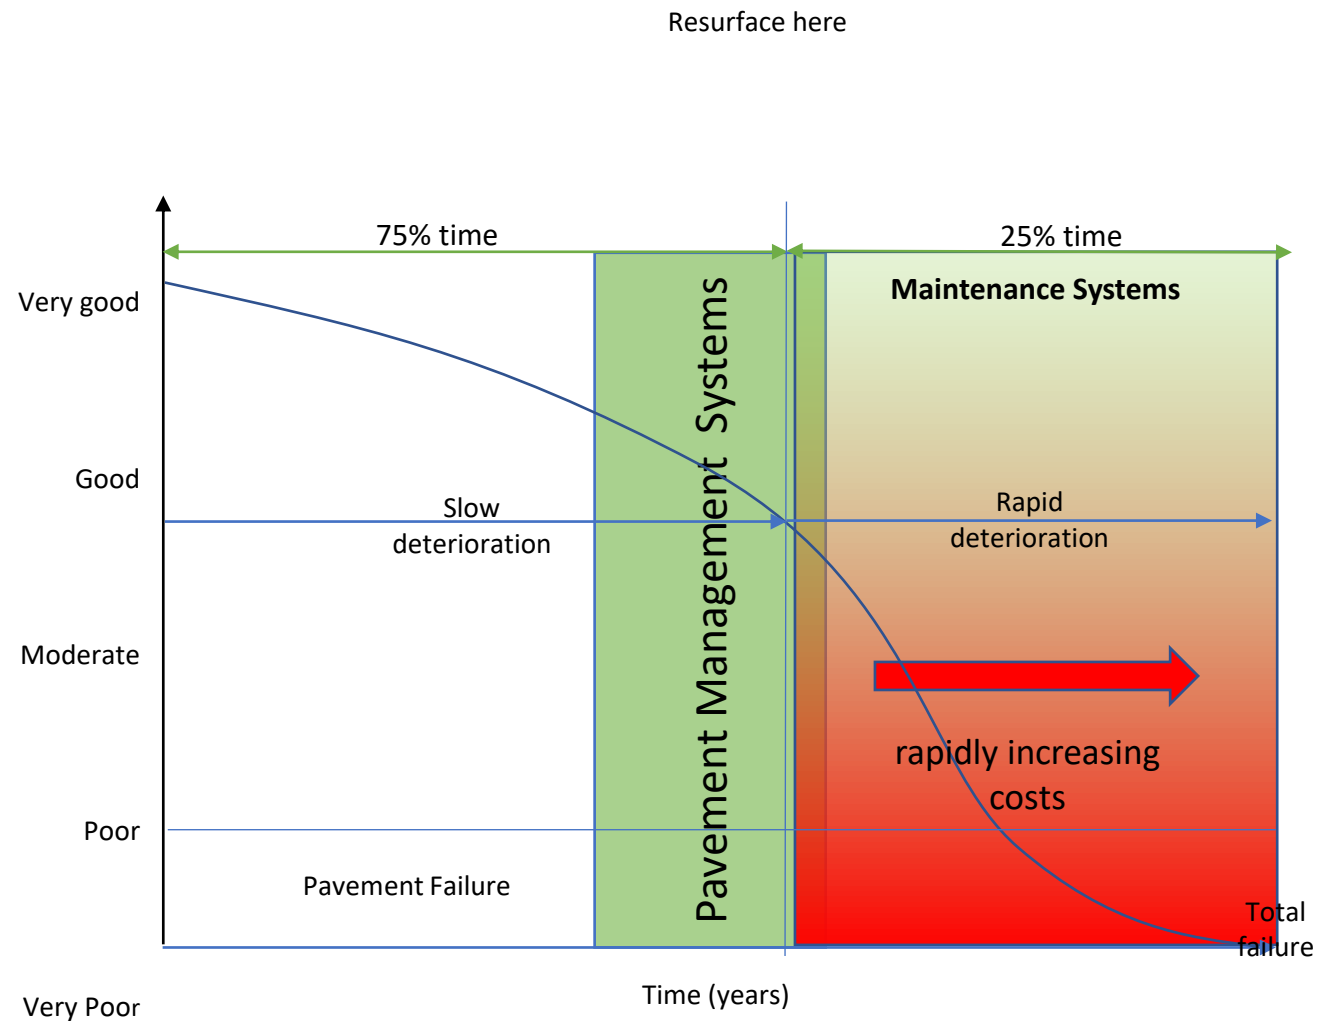 Resurface here
75% time
25% time
Very good
Maintenance Systems
Pavement Management  Systems
Good
Slow
deterioration
Rapid
deterioration
Moderate
rapidly increasing
costs
Poor
Pavement Failure
Total
failure
Time (years)
Very Poor